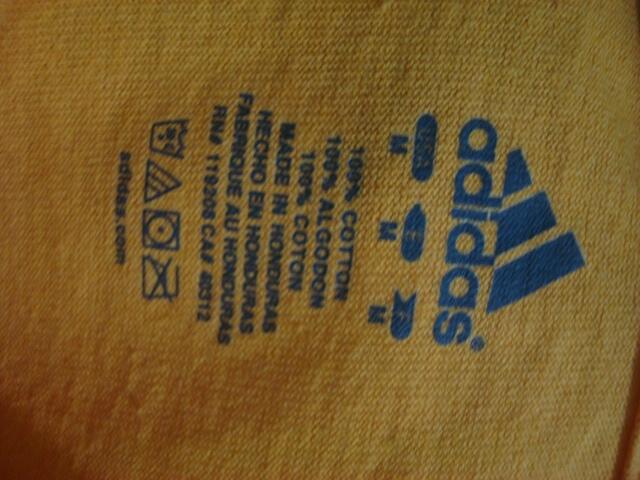 adidas®
USA F
M M M
100% COTTON
100% ALGODON
100% COTON
MADE IN HONDURAS
HECHO EN HONDURAS
FABRIQUE AU HONDURAS
RN# 119208 CA# 40312
adidas.com